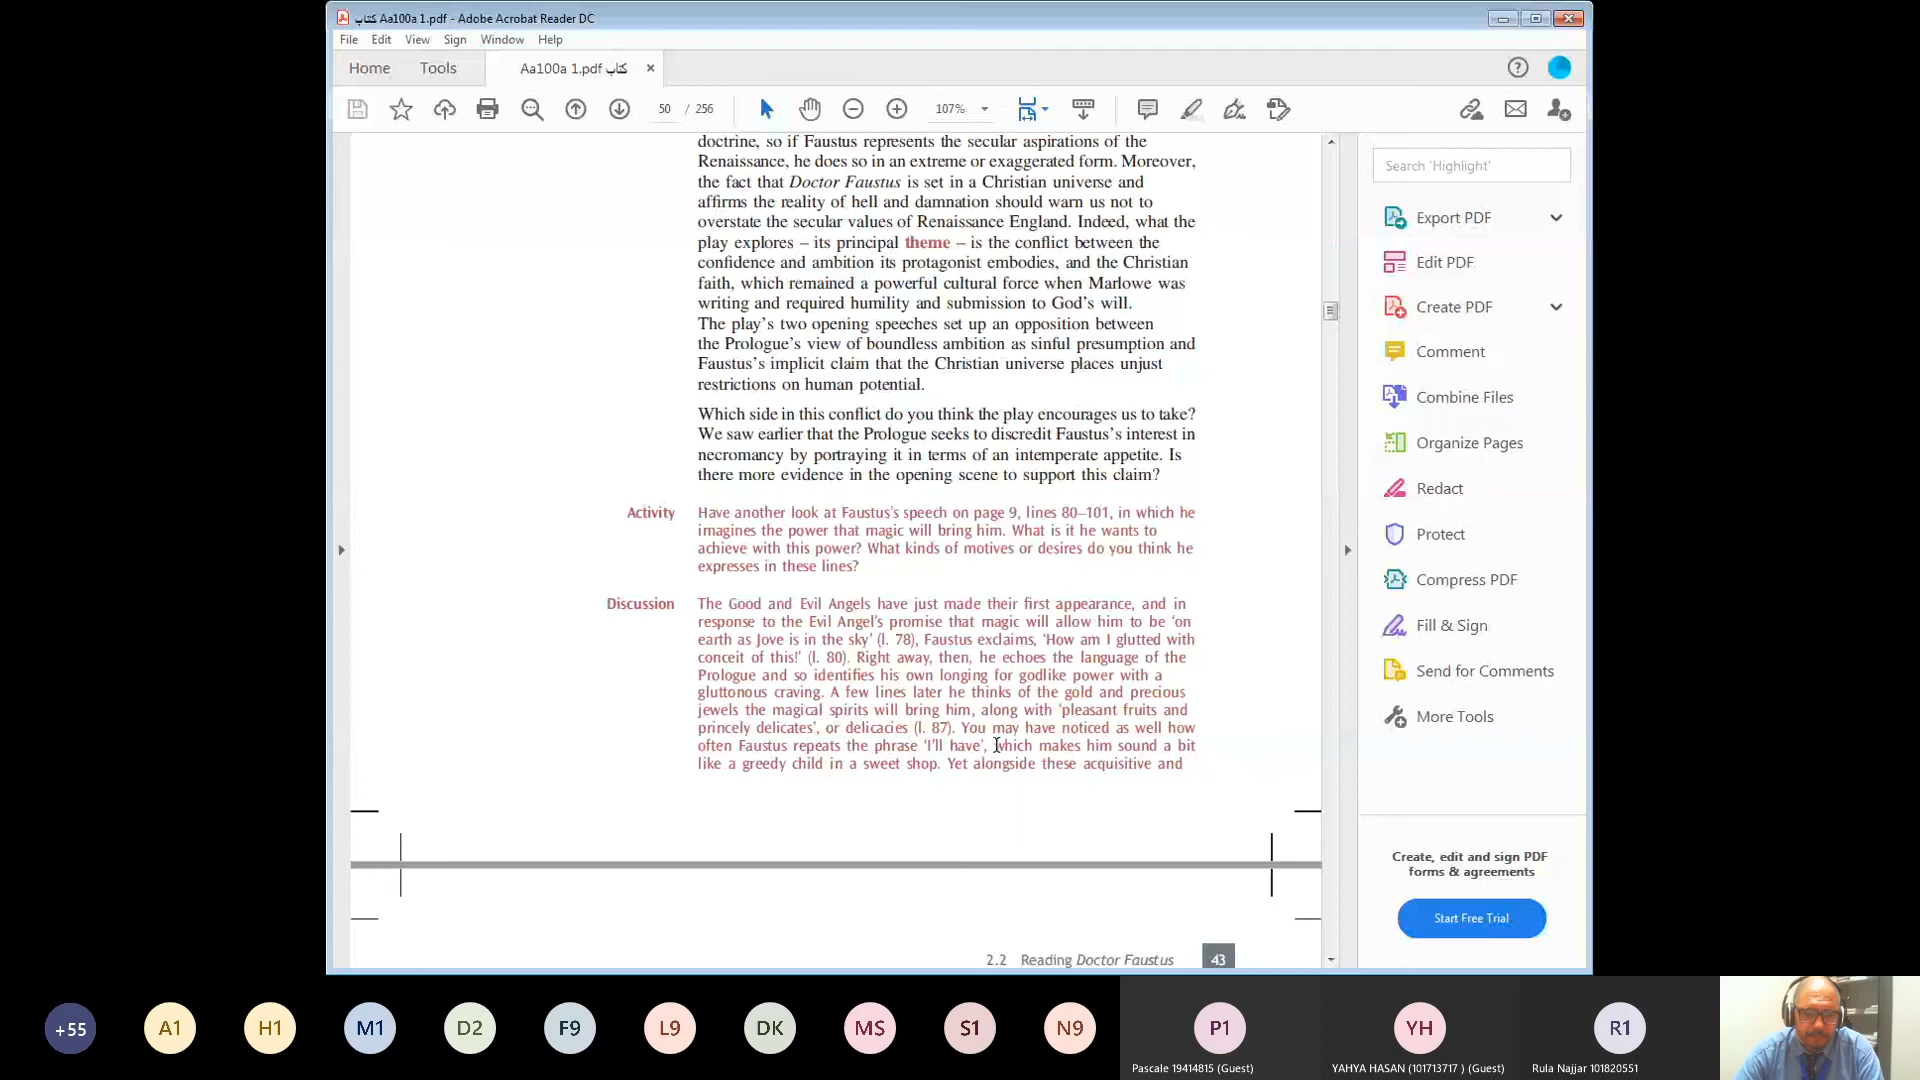 كتاب Aa100a 1.pdf - Adobe Acrobat Reader DC
File Edit View Sign Window Help
Home Tools كتاب Aa100a 1.pdf
50 / 256 107%
doctrine, so if Faustus represents the secular aspirations of the
Renaissance, he does so in an extreme or exaggerated form. Moreover,
the fact that Doctor Faustus is set in a Christian universe and
affirms the reality of hell and damnation should warn us not to
overstate the secular values of Renaissance England. Indeed, what the
play explores – its principal theme – is the conflict between the
confidence and ambition its protagonist embodies, and the Christian
faith, which remained a powerful cultural force when Marlowe was
writing and required humility and submission to God's will.
The play's two opening speeches set up an opposition between
the Prologue's view of boundless ambition as sinful presumption and
Faustus's implicit claim that the Christian universe places unjust
restrictions on human potential.
Which side in this conflict do you think the play encourages us to take?
We saw earlier that the Prologue seeks to discredit Faustus's interest in
necromancy by portraying it in terms of an intemperate appetite. Is
there more evidence in the opening scene to support this claim?
Activity Have another look at Faustus's speech on page 9, lines 80–101, in which he
imagines the power that magic will bring him. What is it he wants to
achieve with this power? What kinds of motives or desires do you think he
expresses in these lines?
Discussion The Good and Evil Angels have just made their first appearance, and in
response to the Evil Angel's promise that magic will allow him to be 'on
earth as Jove is in the sky' (l. 78), Faustus exclaims, 'How am I glutted with
conceit of this!' (l. 80). Right away, then, he echoes the language of the
Prologue and so identifies his own longing for godlike power with a
gluttonous craving. A few lines later he thinks of the gold and precious
jewels the magical spirits will bring him, along with 'pleasant fruits and
princely delicates', or delicacies (l. 87). You may have noticed as well how
often Faustus repeats the phrase 'I'll have', which makes him sound a bit
like a greedy child in a sweet shop. Yet alongside these acquisitive and
2.2 Reading Doctor Faustus 43
Search 'Highlight'
Export PDF
Edit PDF
Create PDF
Comment
Combine Files
Organize Pages
Redact
Protect
Compress PDF
Fill & Sign
Send for Comments
More Tools
Create, edit and sign PDF
forms & agreements
Start Free Trial
+55 A1 H1 M1 D2 F9 L9 DK MS S1 N9 P1 YH R1
Pascale 19414815 (Guest) YAHYA HASAN (101713717 ) (Guest) Rula Najjar 101820551